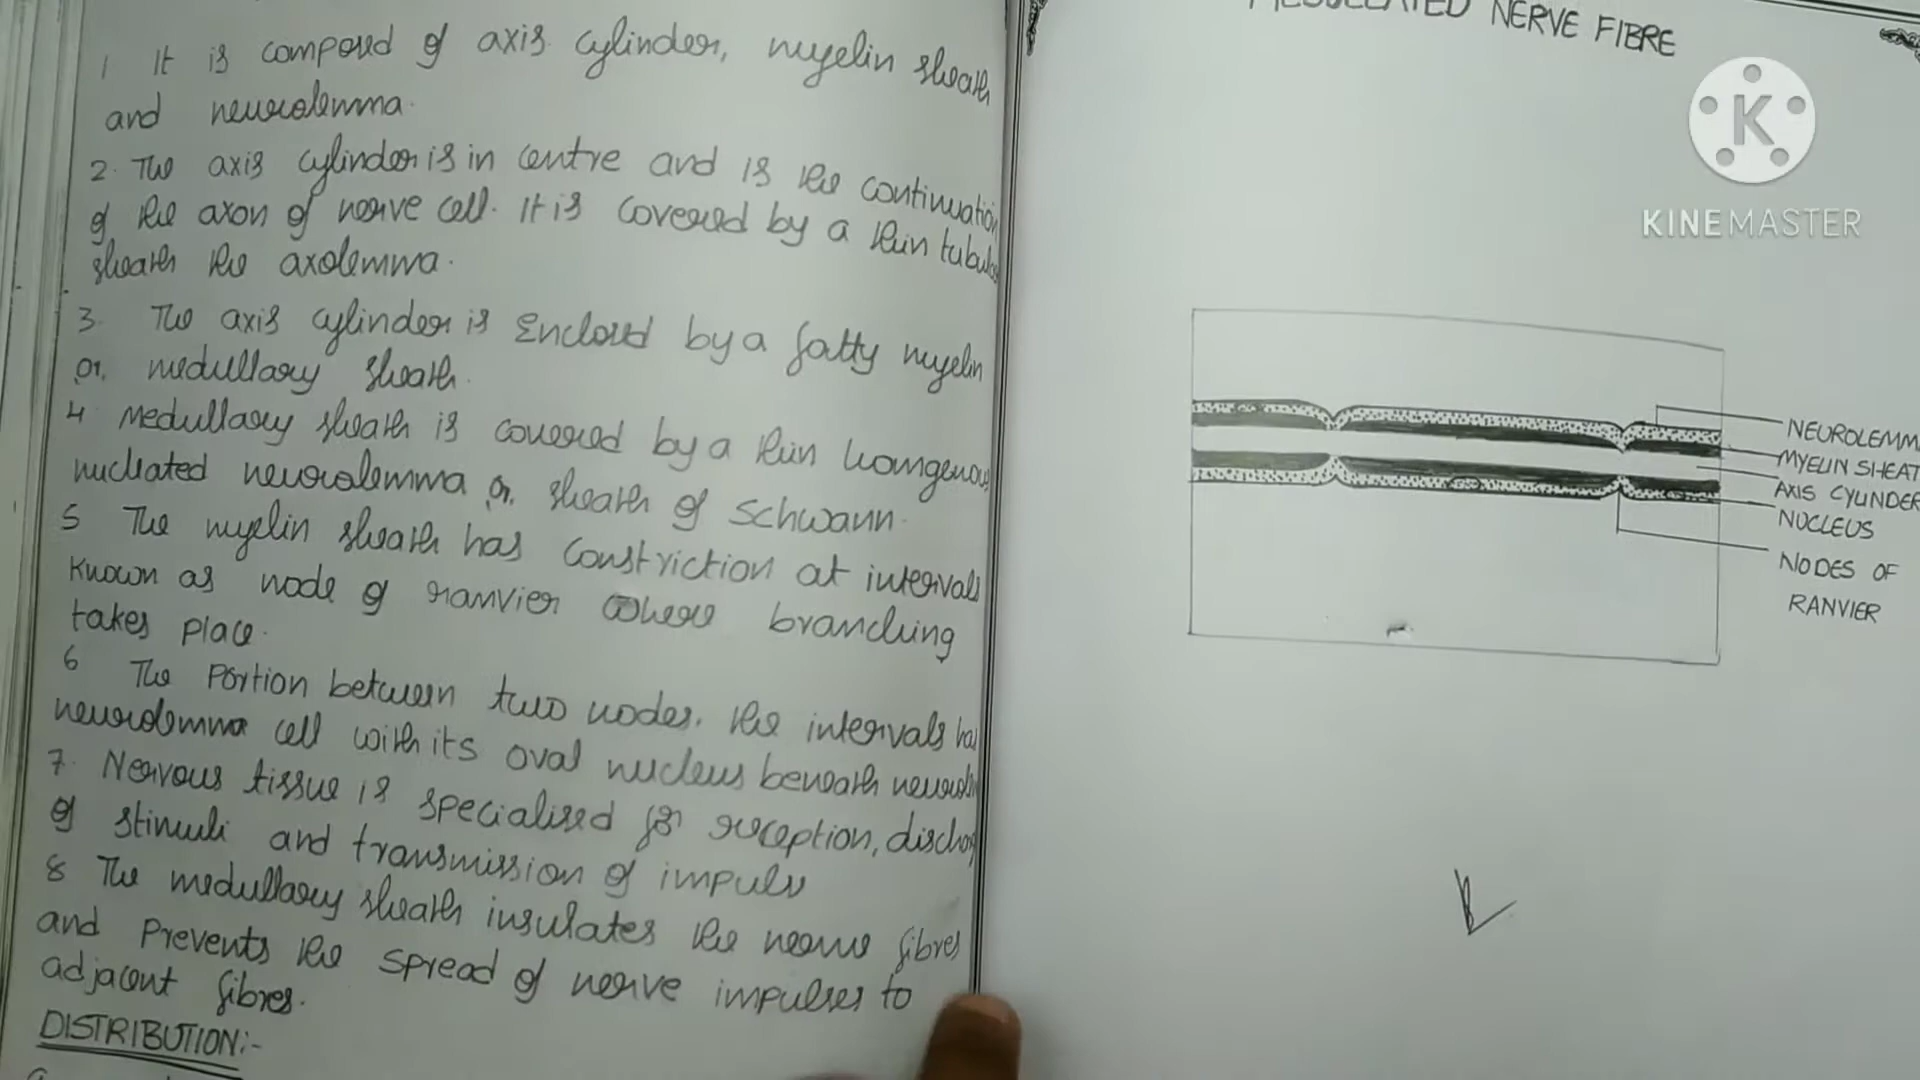 1 It is composed of axis cylinder, myelin sheath
and neurolemma.
2. The axis cylinder is in centre and is the continuation
of the axon of nerve cell. It is covered by a thin tubular
sheath the axolemma.
3. The axis cylinder is Enclosed by a fatty myelin
or. medullary sheath.
4 Medullary sheath is covered by a thin homgenous
nucleated neurolemma or. sheath of Schwann.
5 The myelin sheath has constriction at intervals
known as node of ranvier where branching
takes place.
6 The portion between two nodes. the intervals has
neurolemma cell with its oval nucleus beneath
7. Nervous tissue is specialised for reception,
of stimuli and transmission of impuls
8 The medullary sheath insulates the nerve fibres
and prevents the spread of nerve impulses to
adjacent fibres.
DISTRIBUTION:-
MEDULLATED NERVE FIBRE
K
KINEMASTER
NEUROLEMMA
MYELIN SHEAT
AXIS CYLINDER
NUCLEUS
NODES OF
RANVIER